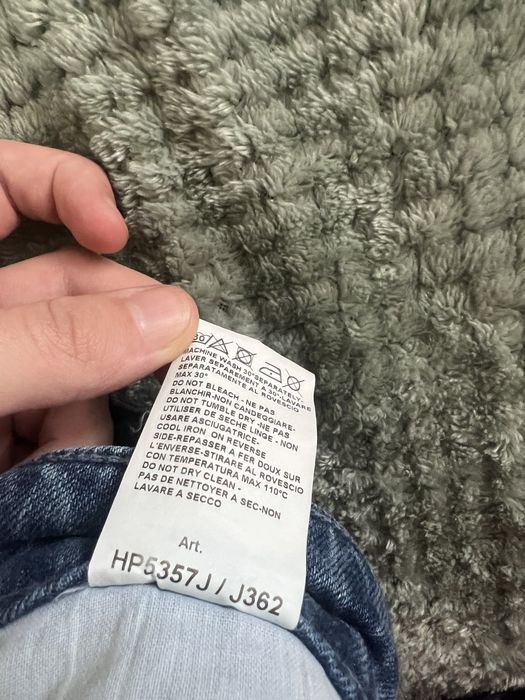 30
MACHINE WASH 30°SEPARATELY-
LAVER SEPAREMENT A 30°-LAVARE
SEPARATAMENTE AL ROVESCIO
MAX 30°
DO NOT BLEACH - NE PAS
BLANCHIR-NON CANDEGGIARE-
DO NOT TUMBLE DRY -NE PAS
UTILISER DE SECHE LINGE - NON
USARE ASCIUGATRICE-
COOL IRON ON REVERSE
SIDE-REPASSER A FER DOUX SUR
L'ENVERSE-STIRARE AL ROVESCIO
CON TEMPERATURA MAX 110°C
DO NOT DRY CLEAN -
PAS DE NETTOYER A SEC-NON
LAVARE A SECCO
Art.
HP5357J / J362